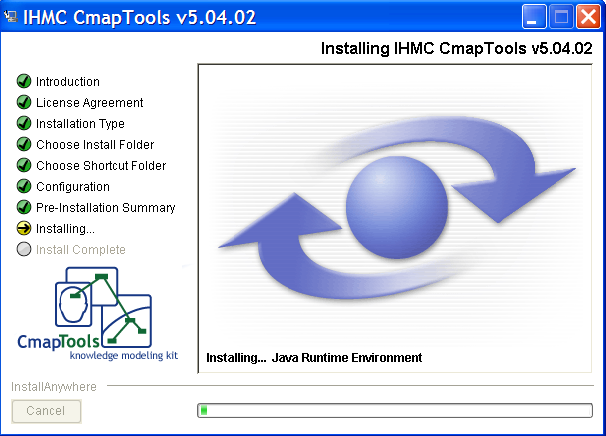 IHMC CmapTools v5.04.02
Installing IHMC CmapTools v5.04.02
Introduction
License Agreement
Installation Type
Choose Install Folder
Choose Shortcut Folder
Configuration
Pre-Installation Summary
Installing...
Install Complete
CmapTools
knowledge modeling kit
Installing... Java Runtime Environment
InstallAnywhere
Cancel